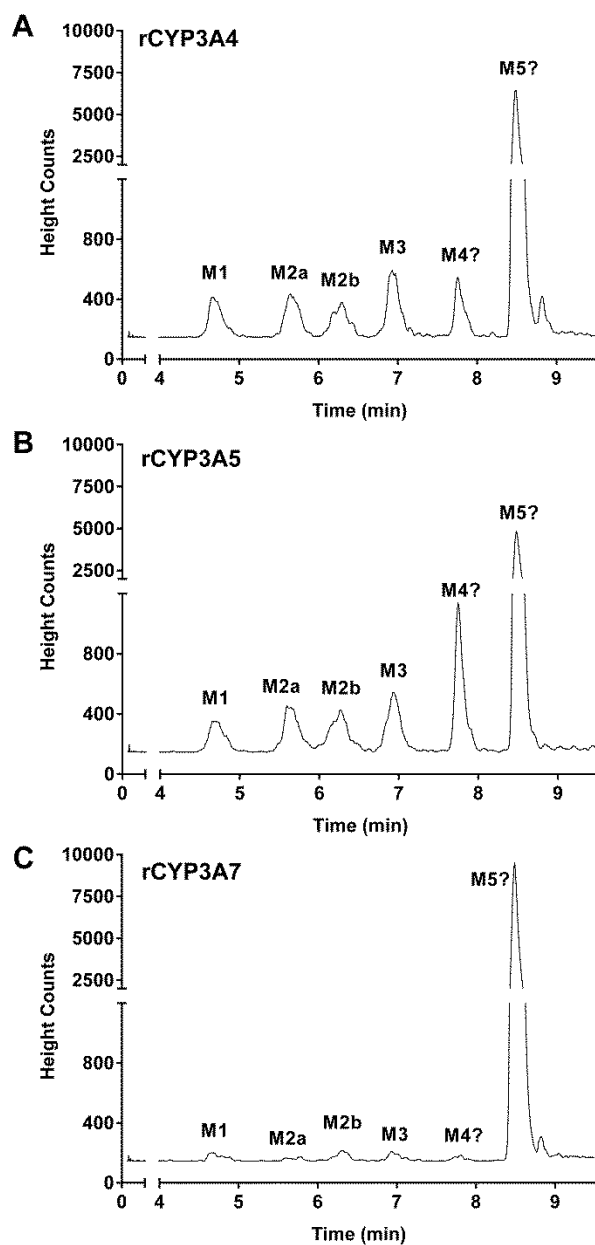 A
rCYP3A4
10000
7500
5000
2500
800
400
0
Height Counts
M1
M2a
M2b
M3
M4?
M5?
0 4 5 6 7 8 9
Time (min)
B
rCYP3A5
10000
7500
5000
2500
800
400
0
Height Counts
M1
M2a
M2b
M3
M4?
M5?
0 4 5 6 7 8 9
Time (min)
C
rCYP3A7
10000
7500
5000
2500
800
400
0
Height Counts
M1
M2a
M2b
M3
M4?
M5?
0 4 5 6 7 8 9
Time (min)